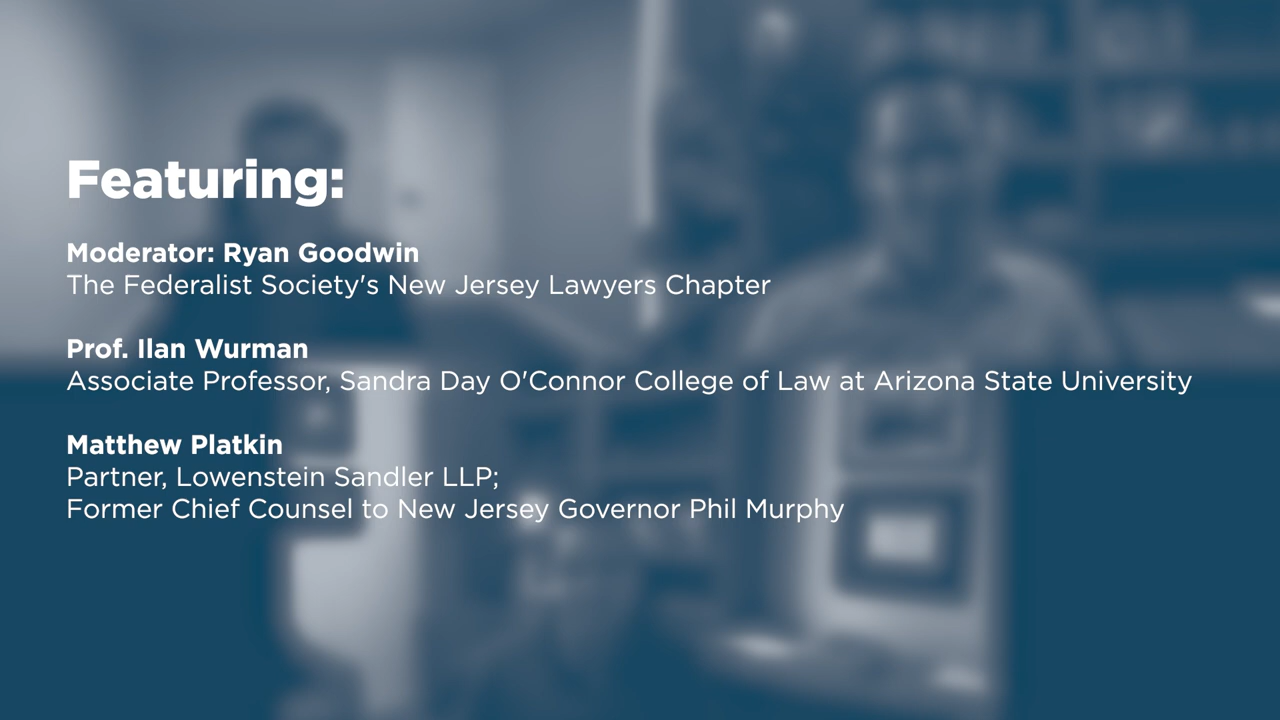 Featuring:
Moderator: Ryan Goodwin
The Federalist Society's New Jersey Lawyers Chapter
Prof. Ilan Wurman
Associate Professor, Sandra Day O'Connor College of Law at Arizona State University
Matthew Platkin
Partner, Lowenstein Sandler LLP;
Former Chief Counsel to New Jersey Governor Phil Murphy